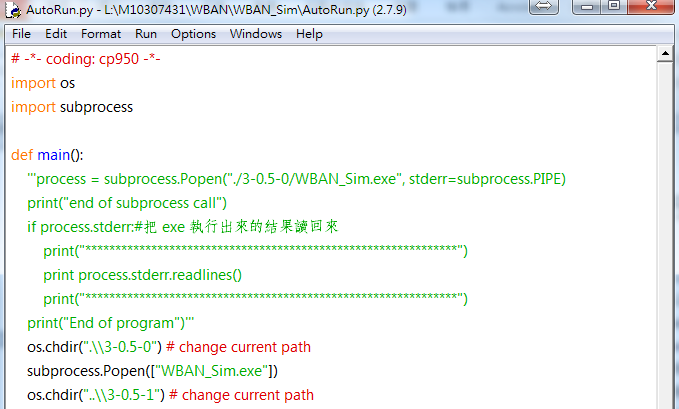 AutoRun.py - L:\M10307431\WBAN\WBAN_Sim\AutoRun.py (2.7.9)
File Edit Format Run Options Windows Help
# -*- coding: cp950 -*-
import os
import subprocess
def main():
'''process = subprocess.Popen("./3-0.5-0/WBAN_Sim.exe", stderr=subprocess.PIPE)
print("end of subprocess call")
if process.stderr:#把 exe 執行出來的結果讀回來
print("****************************************************************")
print process.stderr.readlines()
print("****************************************************************")
print("End of program")'''
os.chdir(".\\3-0.5-0") # change current path
subprocess.Popen(["WBAN_Sim.exe"])
os.chdir("..\\3-0.5-1") # change current path